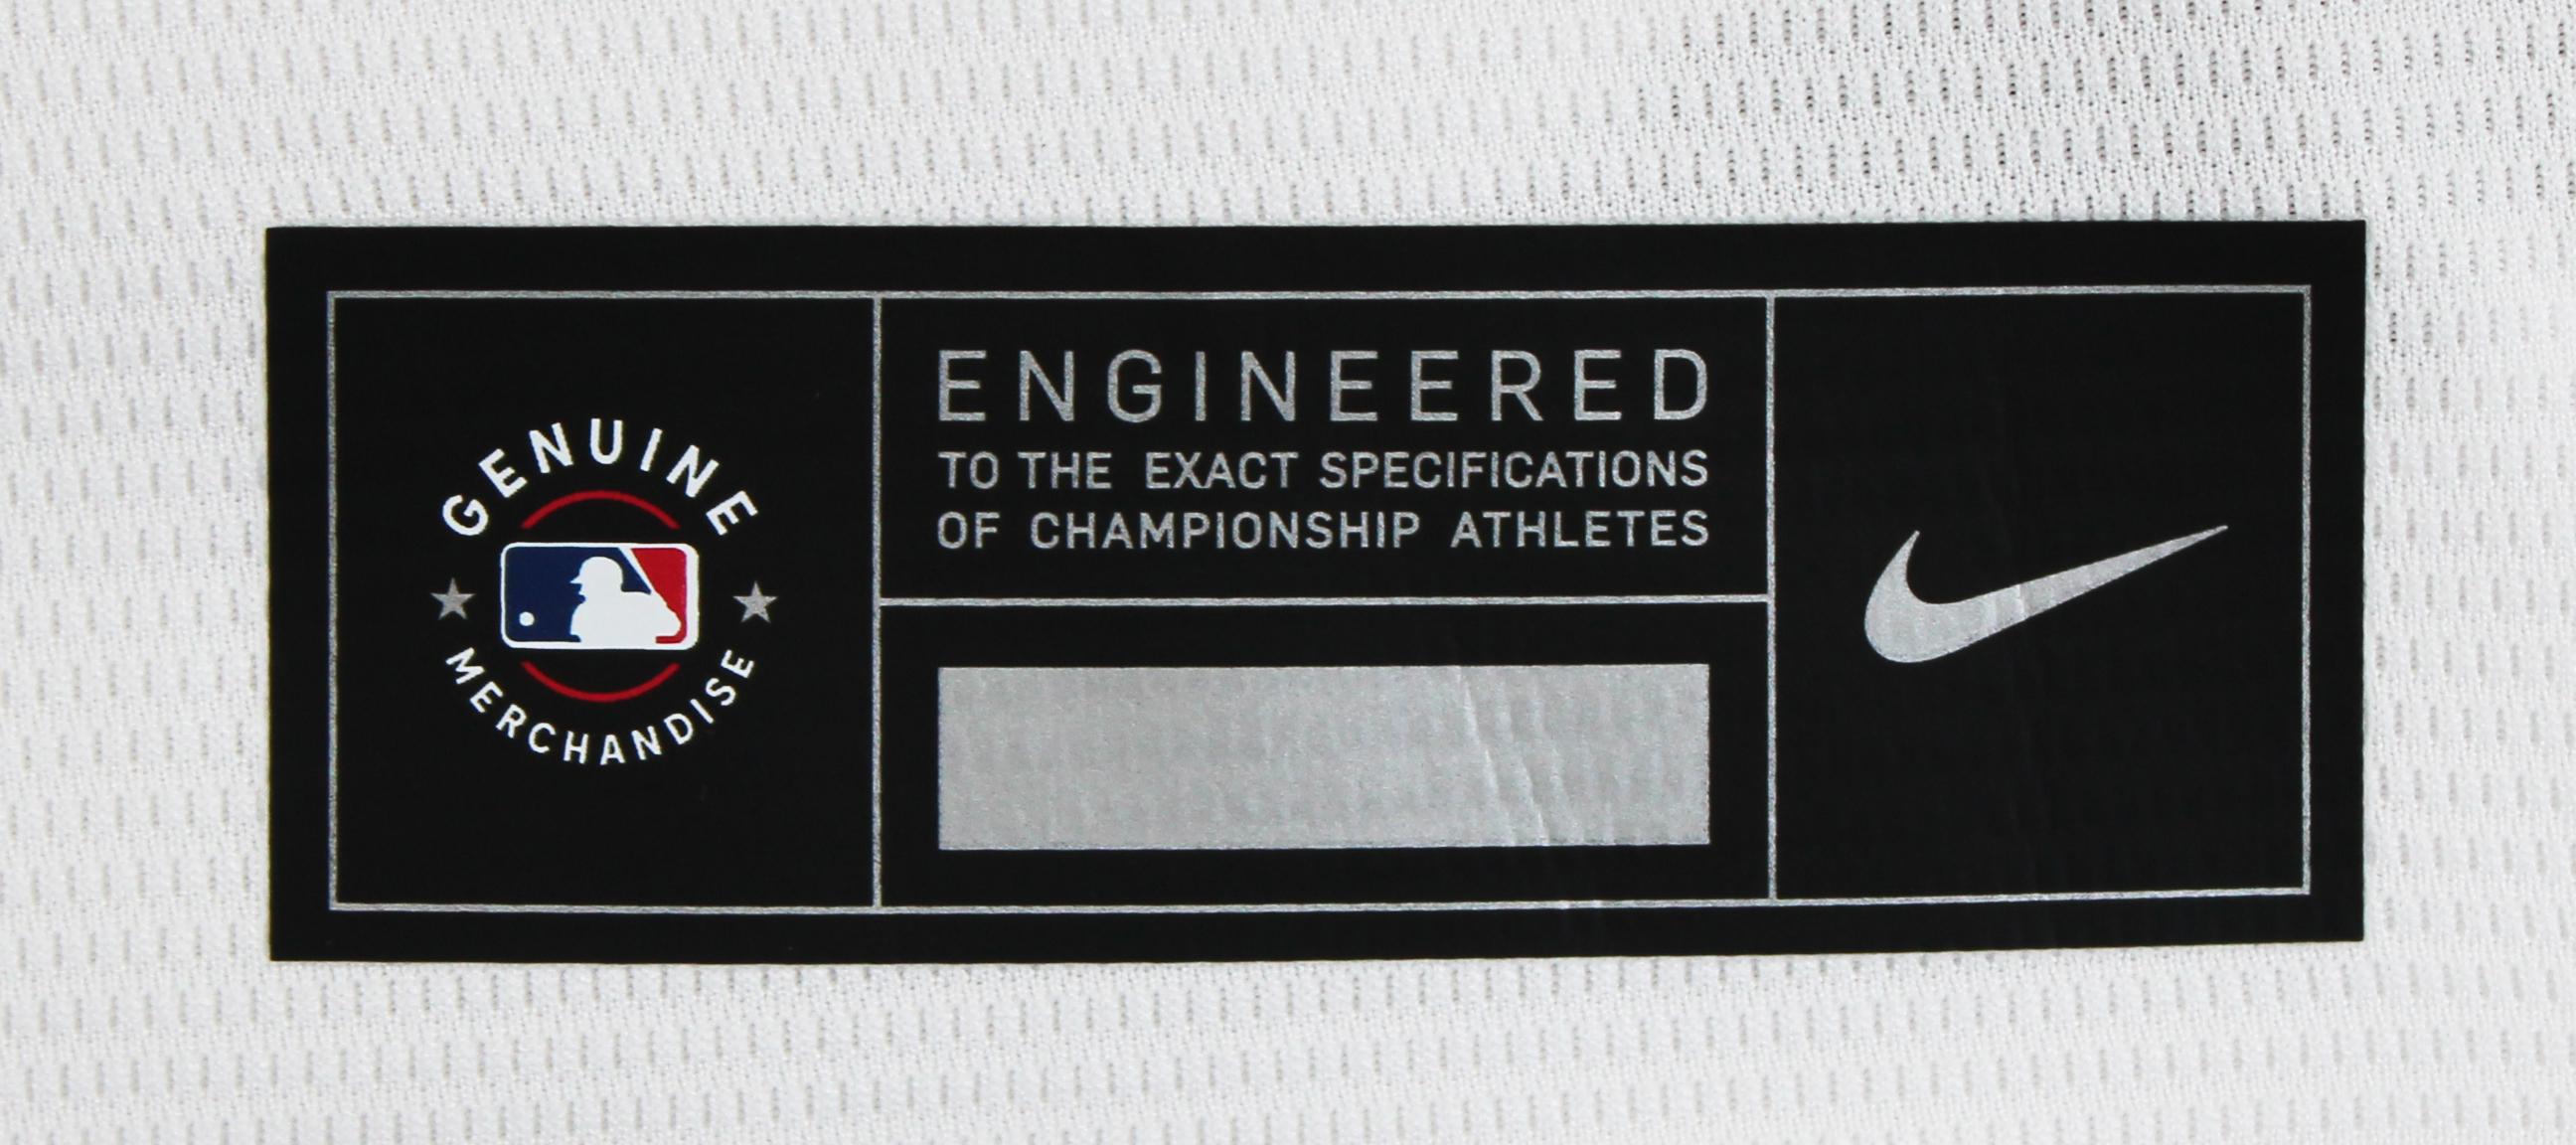 GENUINE
MERCHANDISE
ENGINEERED
TO THE EXACT SPECIFICATIONS
OF CHAMPIONSHIP ATHLETES